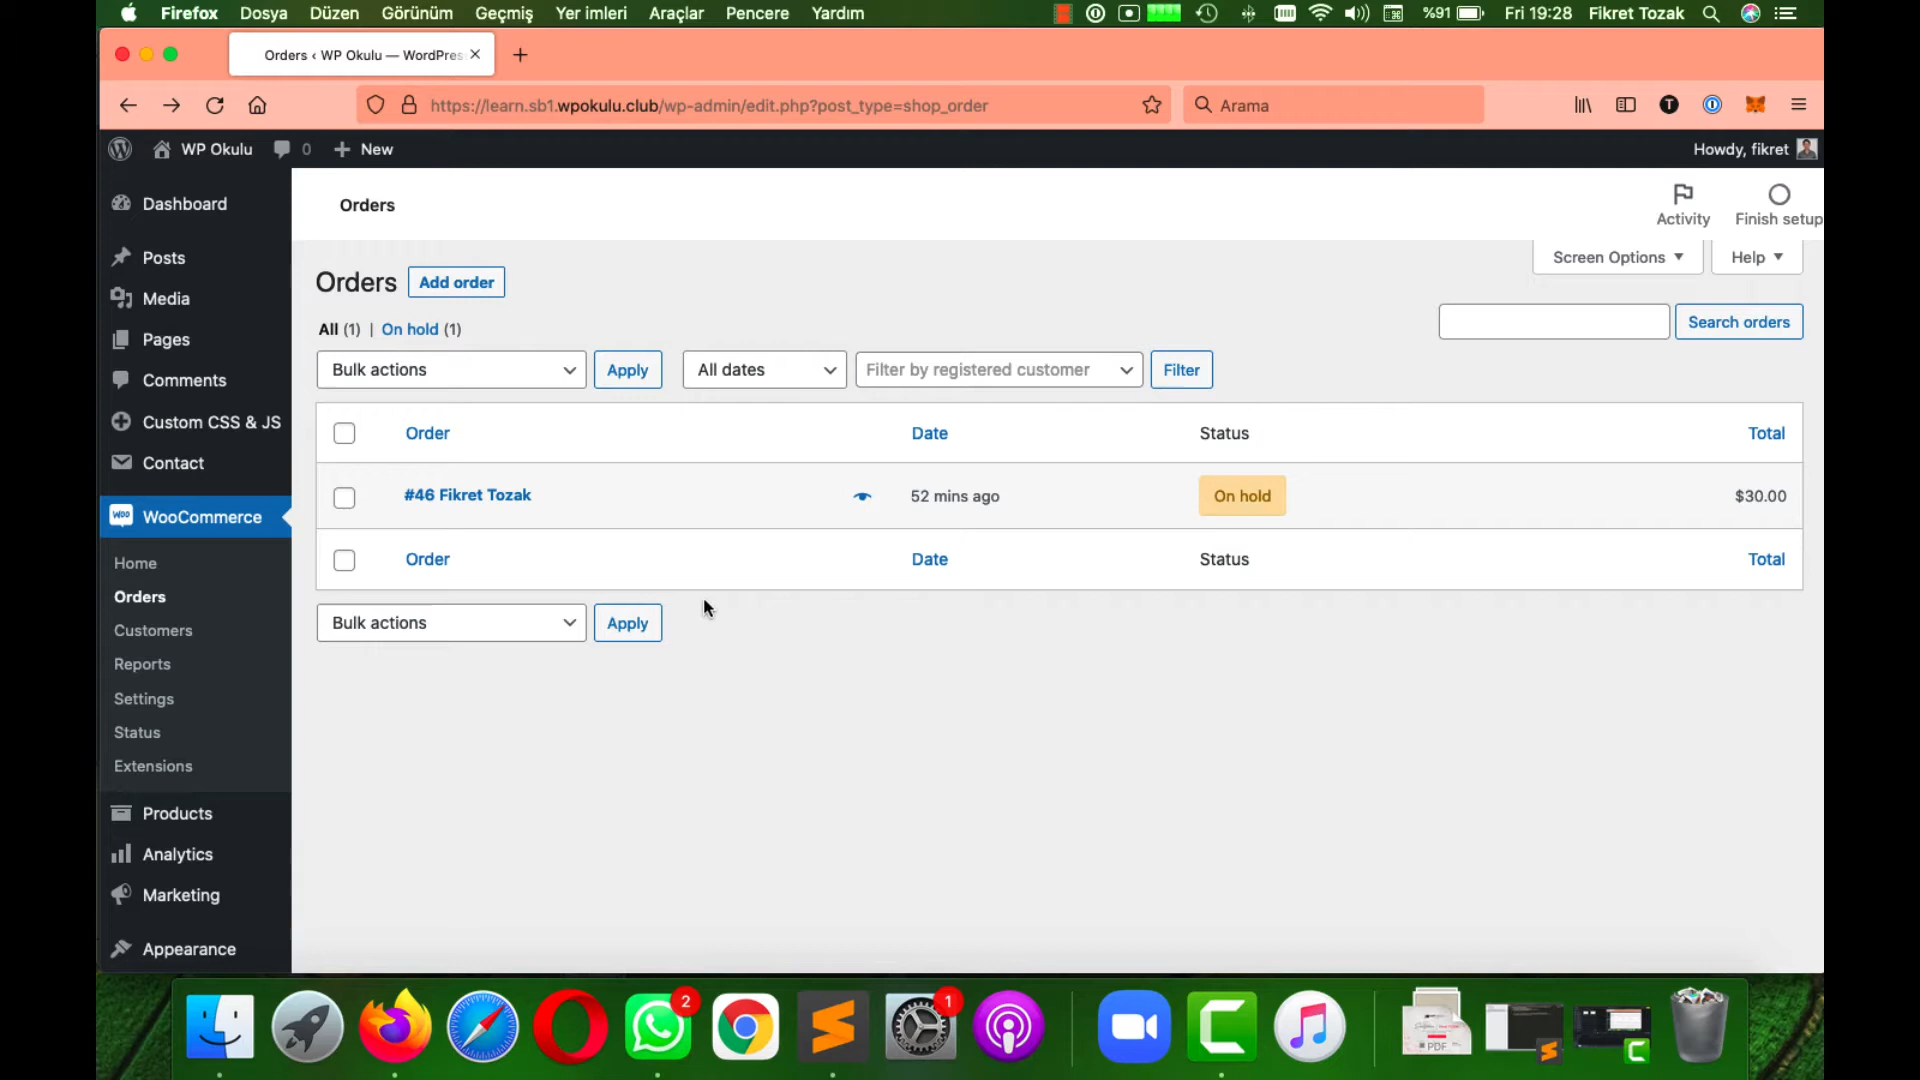 Firefox Dosya Düzen Görünüm Geçmiş Yer imleri Araçlar Pencere Yardım %91 Fri 19:28 Fikret Tozak
Orders ‹ WP Okulu — WordPres
https://learn.sb1.wpokulu.club/wp-admin/edit.php?post_type=shop_order Arama
WP Okulu 0 New Howdy, fikret
Dashboard
Posts
Media
Pages
Comments
Custom CSS & JS
Contact
WooCommerce
Home
Orders
Customers
Reports
Settings
Status
Extensions
Products
Analytics
Marketing
Appearance
Orders
Activity Finish setup
Screen Options Help
Orders Add order
All (1) | On hold (1)
Search orders
Bulk actions Apply All dates Filter by registered customer Filter
Order Date Status Total
#46 Fikret Tozak 52 mins ago On hold $30.00
Order Date Status Total
Bulk actions Apply
2
1
PDF